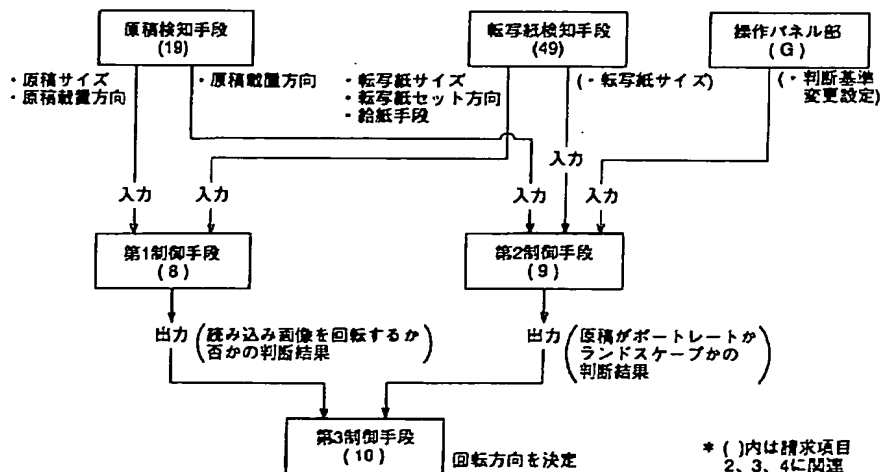 原稿検知手段
(19)
転写紙検知手段
(49)
操作パネル部
(G)
・原稿サイズ
・原稿載置方向
・原稿載置方向
・転写紙サイズ
・転写紙セット方向
・給紙手段
(・転写紙サイズ)
(・判断基準
変更設定)
入力
入力
入力
入力
入力
第1制御手段
(8)
第2制御手段
(9)
出力
(読み込み画像を回転するか
否かの判断結果)
出力
(原稿がポートレートか
ランドスケープかの
判断結果)
第3制御手段
(10)
回転方向を決定
* ( )内は請求項目
2、3、4に関連